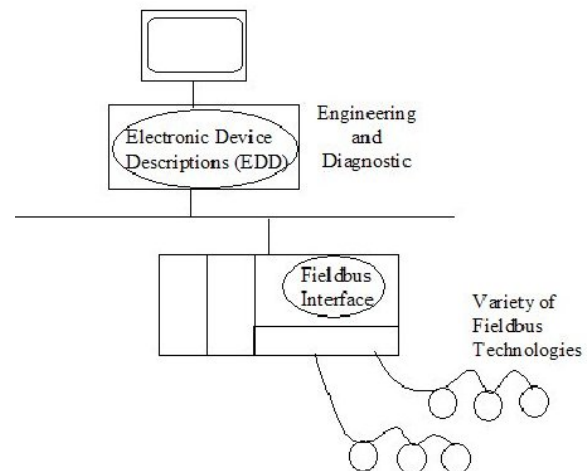 Electronic Device
Descriptions (EDD)
Engineering
and
Diagnostic
Fieldbus
Interface
Variety of
Fieldbus
Technologies